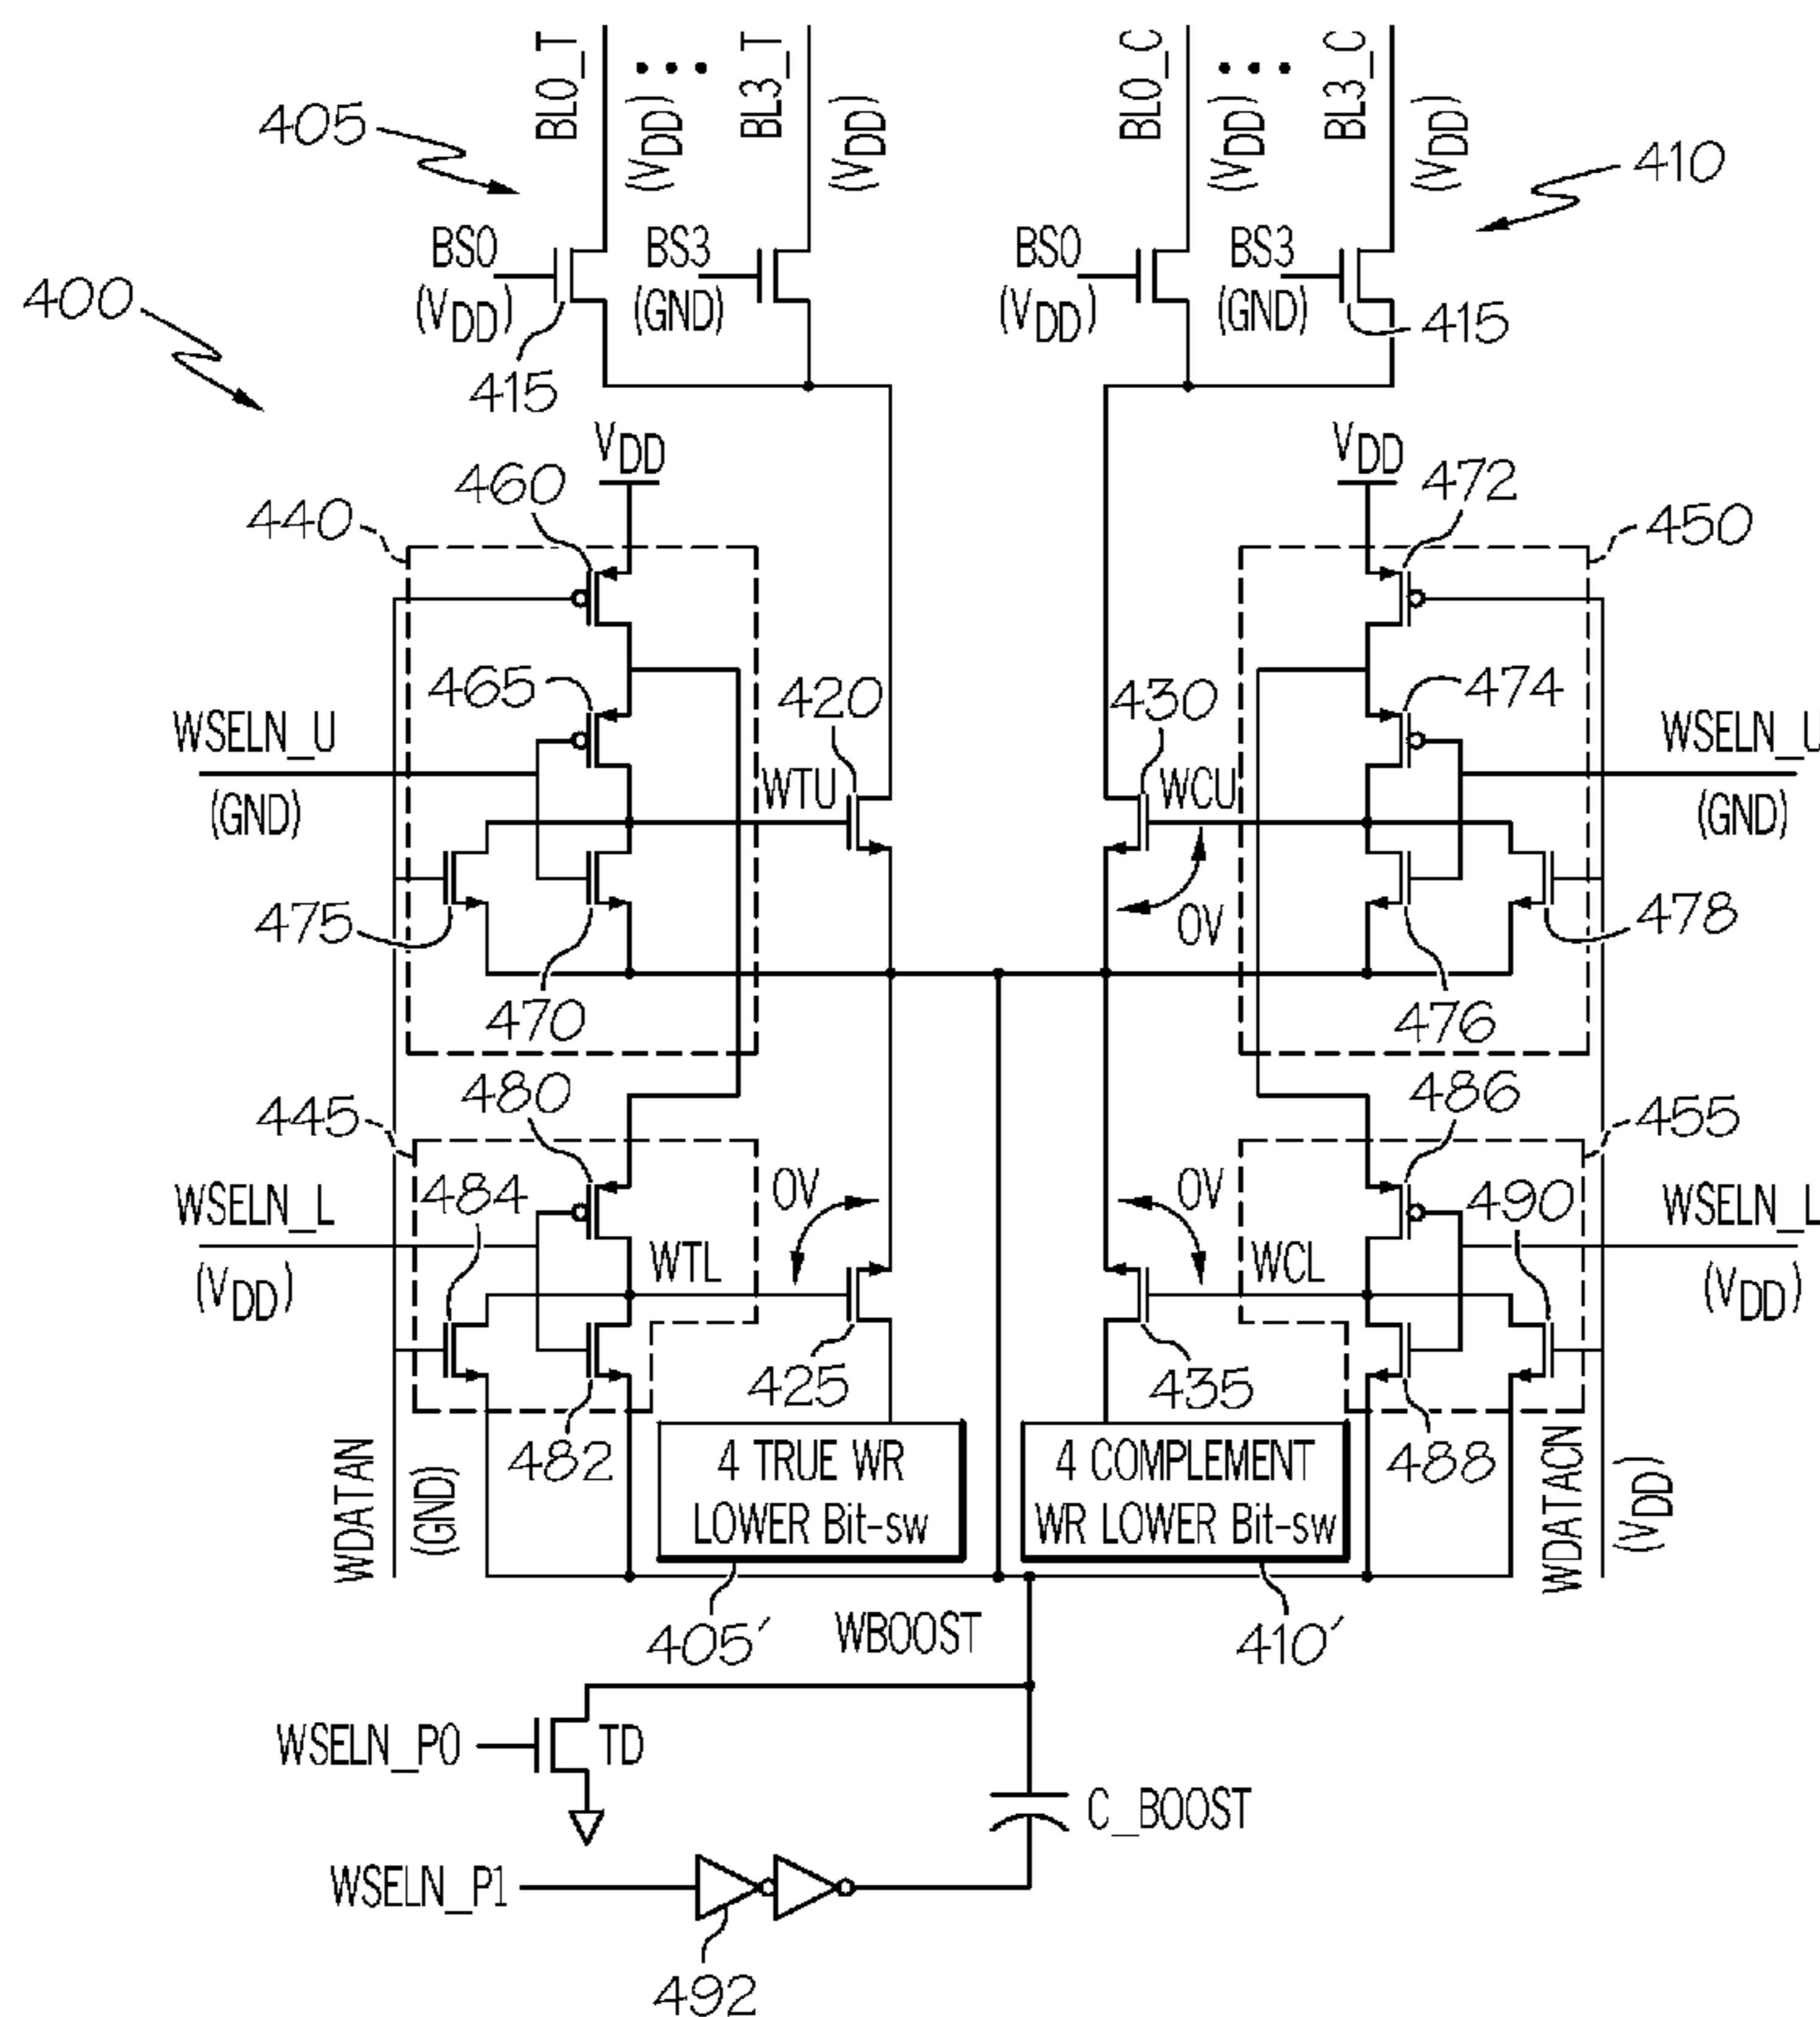 BL0_T
(VDD)
•••
BL3_T
(VDD)
BL0_C
(VDD)
•••
BL3_C
(VDD)
405
410
400
BS0
(VDD)
BS3
(GND)
BS0
(VDD)
BS3
(GND)
415
415
VDD
VDD
460
472
440
450
465
420
430
474
WSELN_U
(GND)
WTU
WCU
WSELN_U
(GND)
0V
475
478
470
476
480
486
445
455
484
490
WSELN_L
(VDD)
0V
0V
WSELN_L
(VDD)
WTL
WCL
425
435
482
488
WDATAN
(GND)
4 TRUE WR
LOWER Bit-sw
4 COMPLEMENT
WR LOWER Bit-sw
WDATACN
(VDD)
405'
WBOOST
410'
WSELN_P0
TD
C_BOOST
WSELN_P1
492